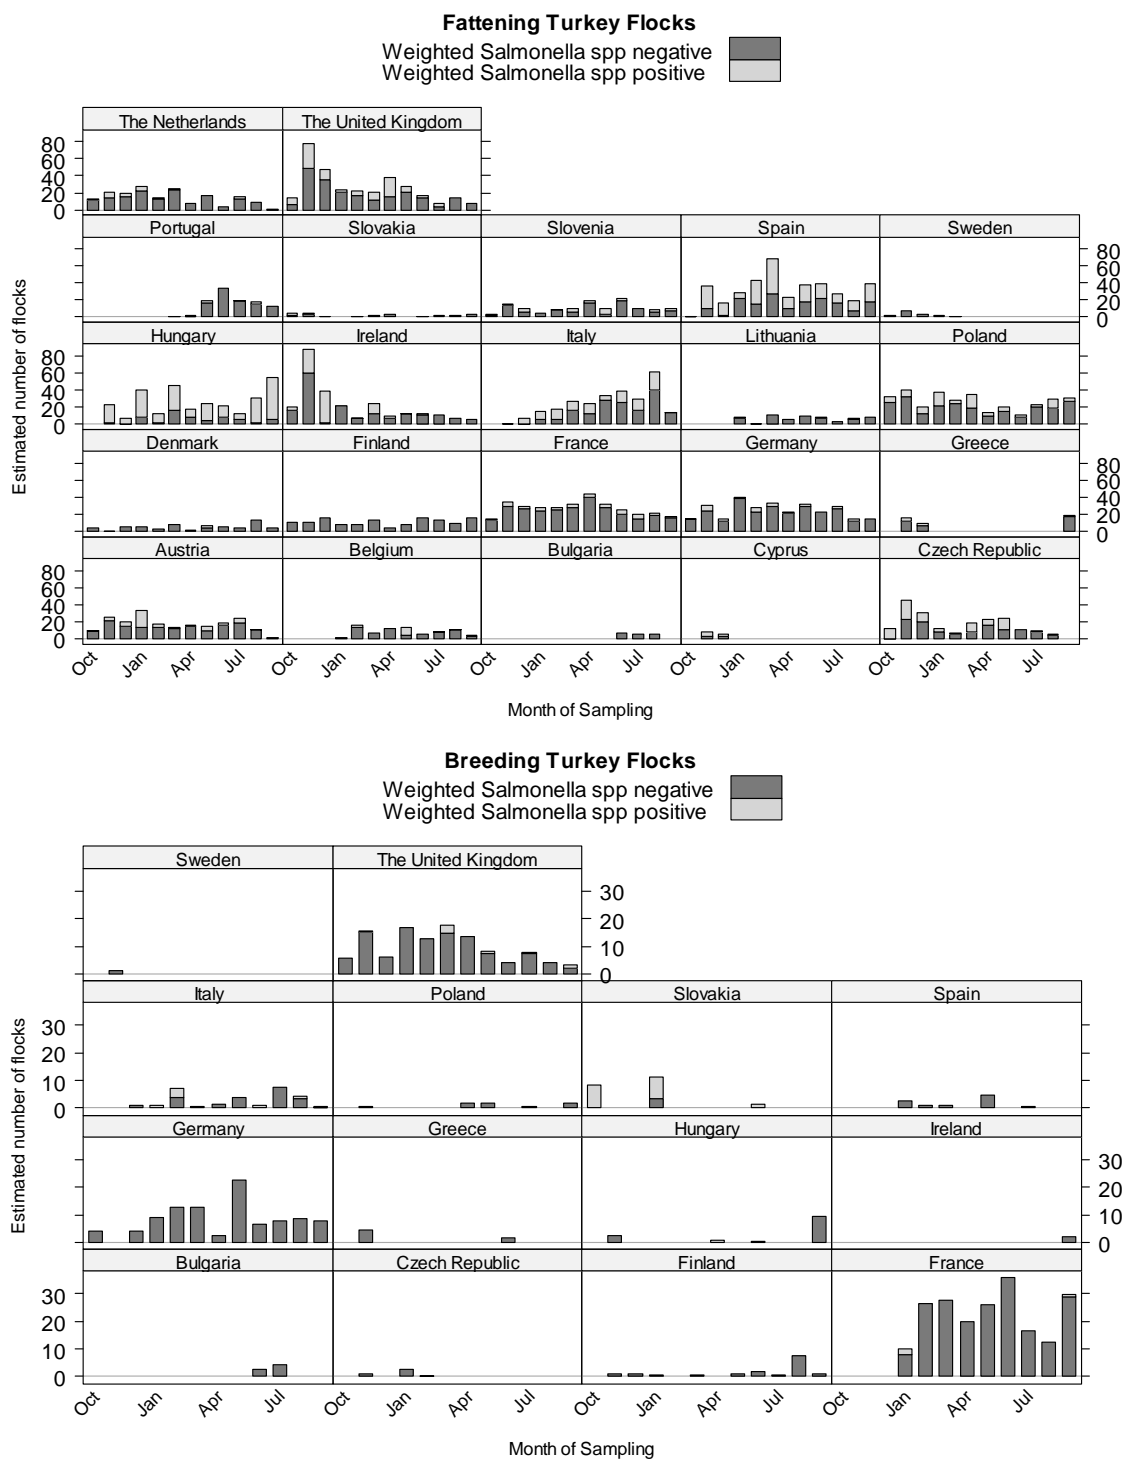 Fattening Turkey Flocks
Weighted Salmonella spp negative
Weighted Salmonella spp positive
The Netherlands The United Kingdom
80
60
40
20
0
Portugal Slovakia Slovenia Spain Sweden
80
60
40
20
0
Hungary Ireland Italy Lithuania Poland
80
60
40
20
0
Denmark Finland France Germany Greece
80
60
40
20
0
Austria Belgium Bulgaria Cyprus Czech Republic
80
60
40
20
0
Estimated number of flocks
Oct Jan Apr Jul Oct Jan Apr Jul Oct Jan Apr Jul Oct Jan Apr Jul Oct Jan Apr Jul
Month of Sampling
Breeding Turkey Flocks
Weighted Salmonella spp negative
Weighted Salmonella spp positive
Sweden The United Kingdom
30
20
10
0
Italy Poland Slovakia Spain
30
20
10
0
Germany Greece Hungary Ireland
30
20
10
0
Bulgaria Czech Republic Finland France
30
20
10
0
Estimated number of flocks
Oct Jan Apr Jul Oct Jan Apr Jul Oct Jan Apr Jul Oct Jan Apr Jul
Month of Sampling